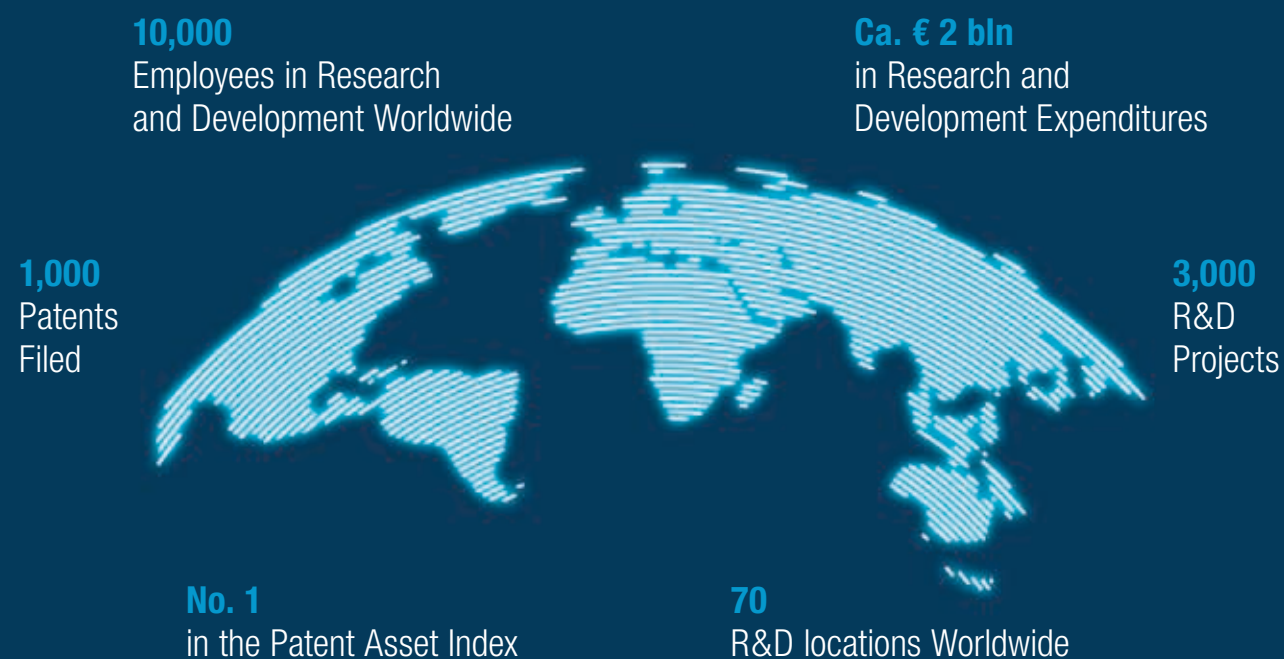 10,000
Employees in Research
and Development Worldwide
Ca. € 2 bln
in Research and
Development Expenditures
1,000
Patents
Filed
3,000
R&D
Projects
No. 1
in the Patent Asset Index
70
R&D locations Worldwide